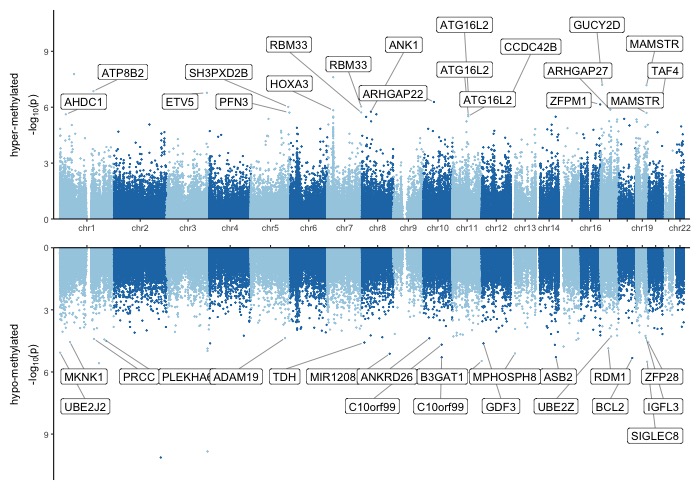 ATG16L2
GUCY2D
RBM33
ANK1
CCDC42B
MAMSTR
ATP8B2
SH3PXD2B
RBM33
ATG16L2
ARHGAP27
TAF4
HOXA3
ARHGAP22
AHDC1
ETV5
PFN3
ATG16L2
ZFPM1
MAMSTR
hyper-methylated
-log10(p)
9
6
3
0
chr1
chr2
chr3
chr4
chr5
chr6
chr7
chr8
chr9
chr10
chr11
chr12
chr13
chr14
chr16
chr19
chr22
hypo-methylated
-log10(p)
0
3
6
9
MKNK1
PRCC
PLEKHA6
ADAM19
TDH
MIR1208
ANKRD26
B3GAT1
MPHOSPH8
ASB2
RDM1
ZFP28
UBE2J2
C10orf99
C10orf99
GDF3
UBE2Z
BCL2
IGFL3
SIGLEC8